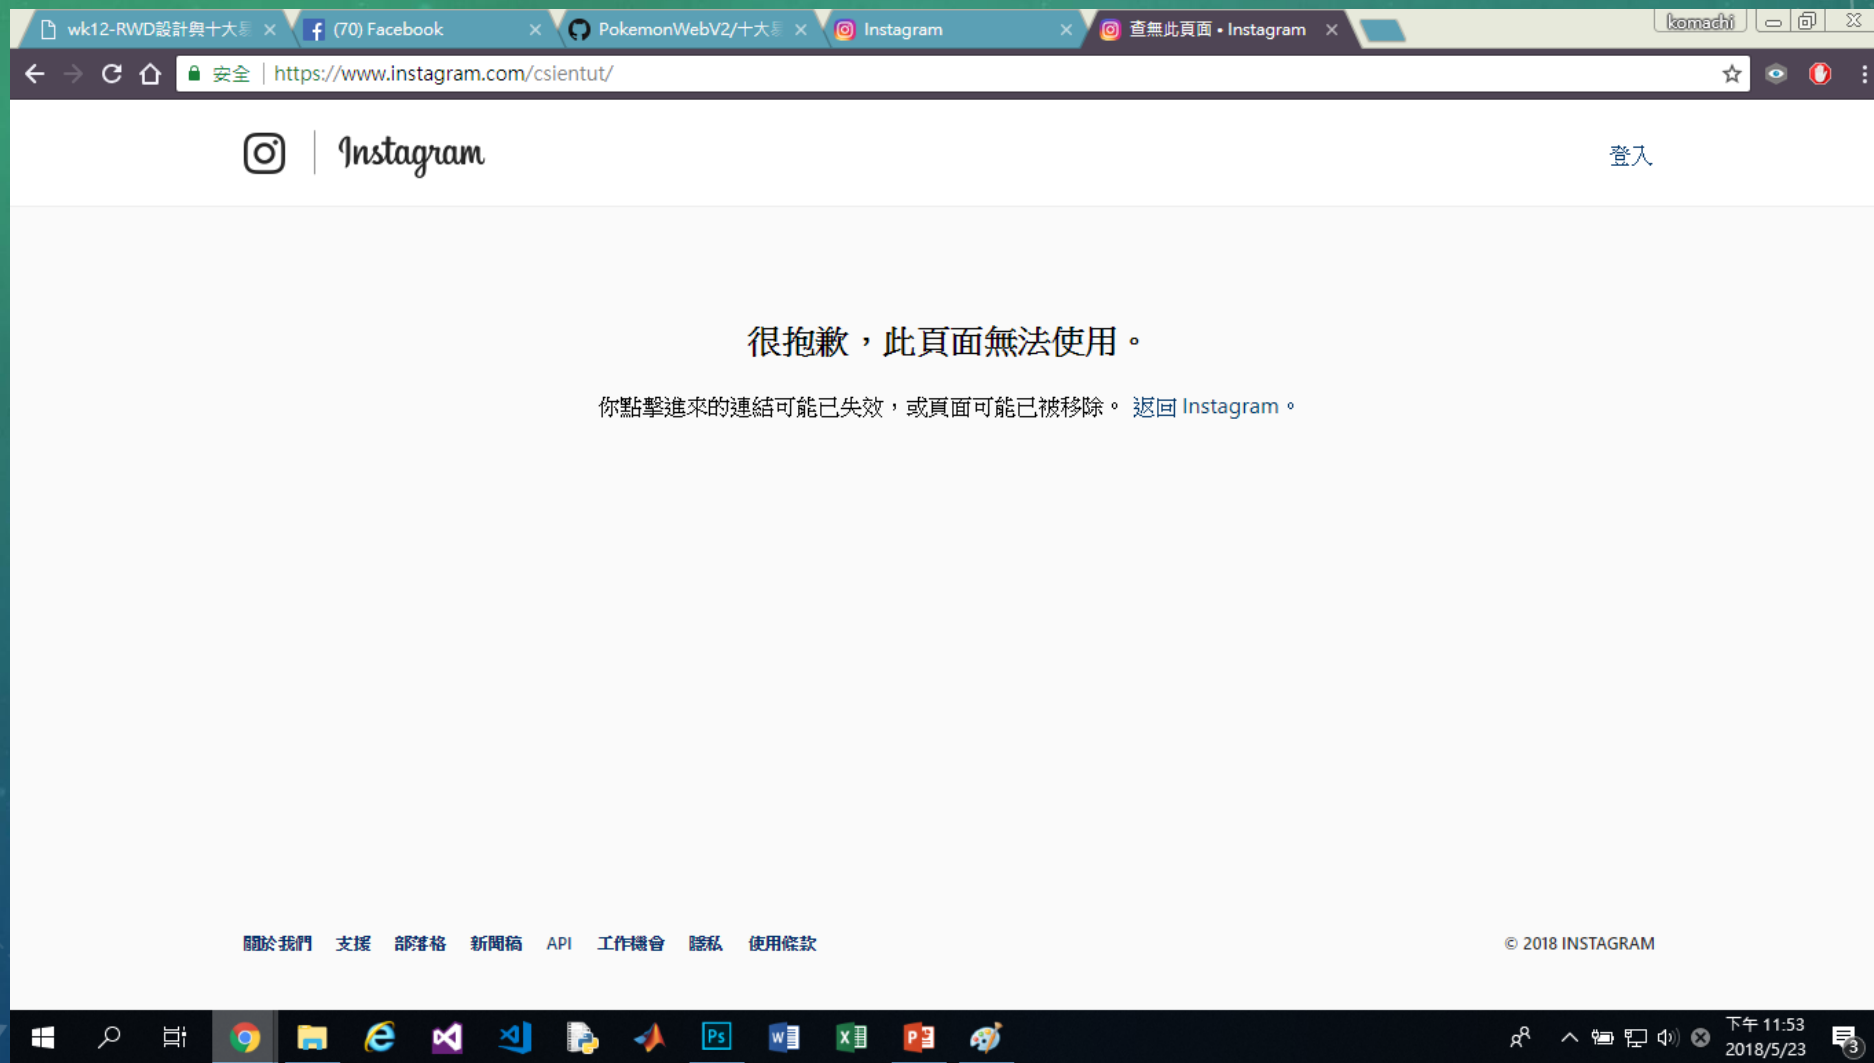 wk12-RWD設計與十大易
(70) Facebook
PokemonWebV2/十大易
Instagram
查無此頁面 • Instagram
komachi
安全
https://www.instagram.com/csientut/
Instagram
登入
很抱歉，此頁面無法使用。
你點擊進來的連結可能已失效，或頁面可能已被移除。 返回 Instagram。
關於我們 支援 部落格 新聞稿 API 工作機會 隱私 使用條款
© 2018 INSTAGRAM
Ps
下午 11:53
2018/5/23
3